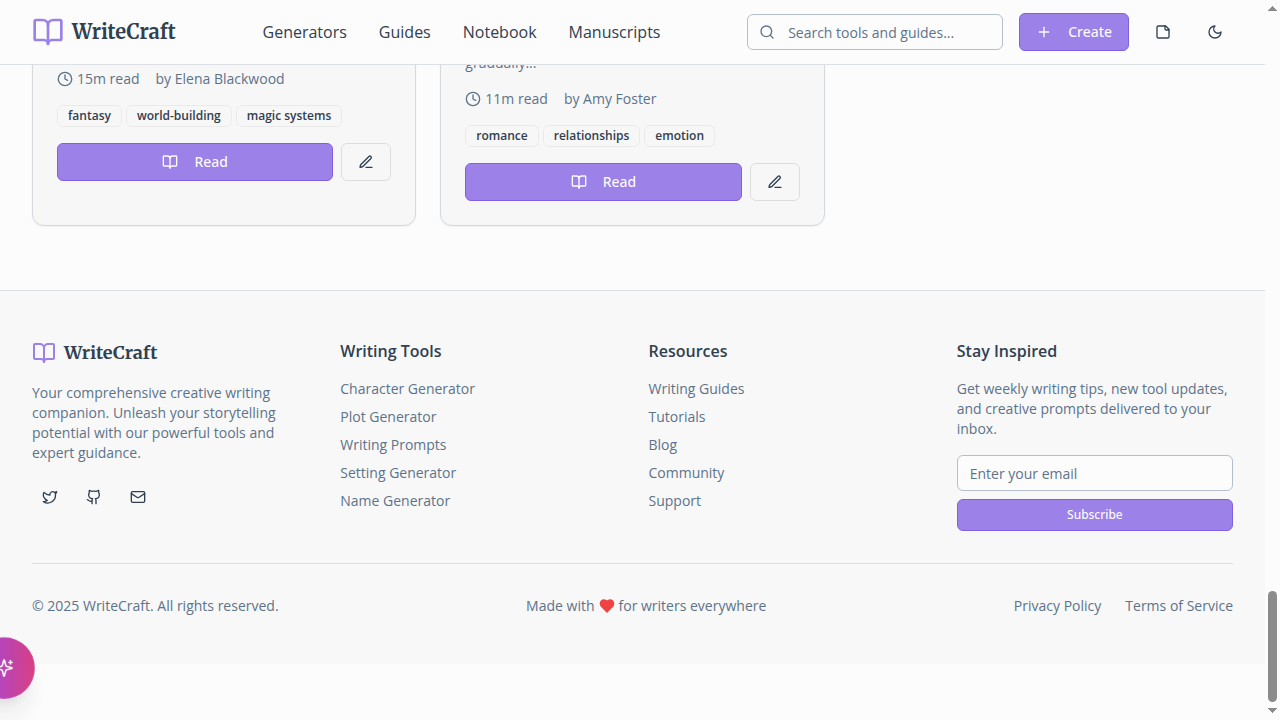 WriteCraft
Generators
Guides
Notebook
Manuscripts
Search tools and guides...
Create
15m read
by Elena Blackwood
fantasy
world-building
magic systems
Read
gradually...
11m read
by Amy Foster
romance
relationships
emotion
Read
WriteCraft
Your comprehensive creative writing
companion. Unleash your storytelling
potential with our powerful tools and
expert guidance.
Writing Tools
Character Generator
Plot Generator
Writing Prompts
Setting Generator
Name Generator
Resources
Writing Guides
Tutorials
Blog
Community
Support
Stay Inspired
Get weekly writing tips, new tool updates,
and creative prompts delivered to your
inbox.
Enter your email
Subscribe
© 2025 WriteCraft. All rights reserved.
Made with ❤️ for writers everywhere
Privacy Policy
Terms of Service